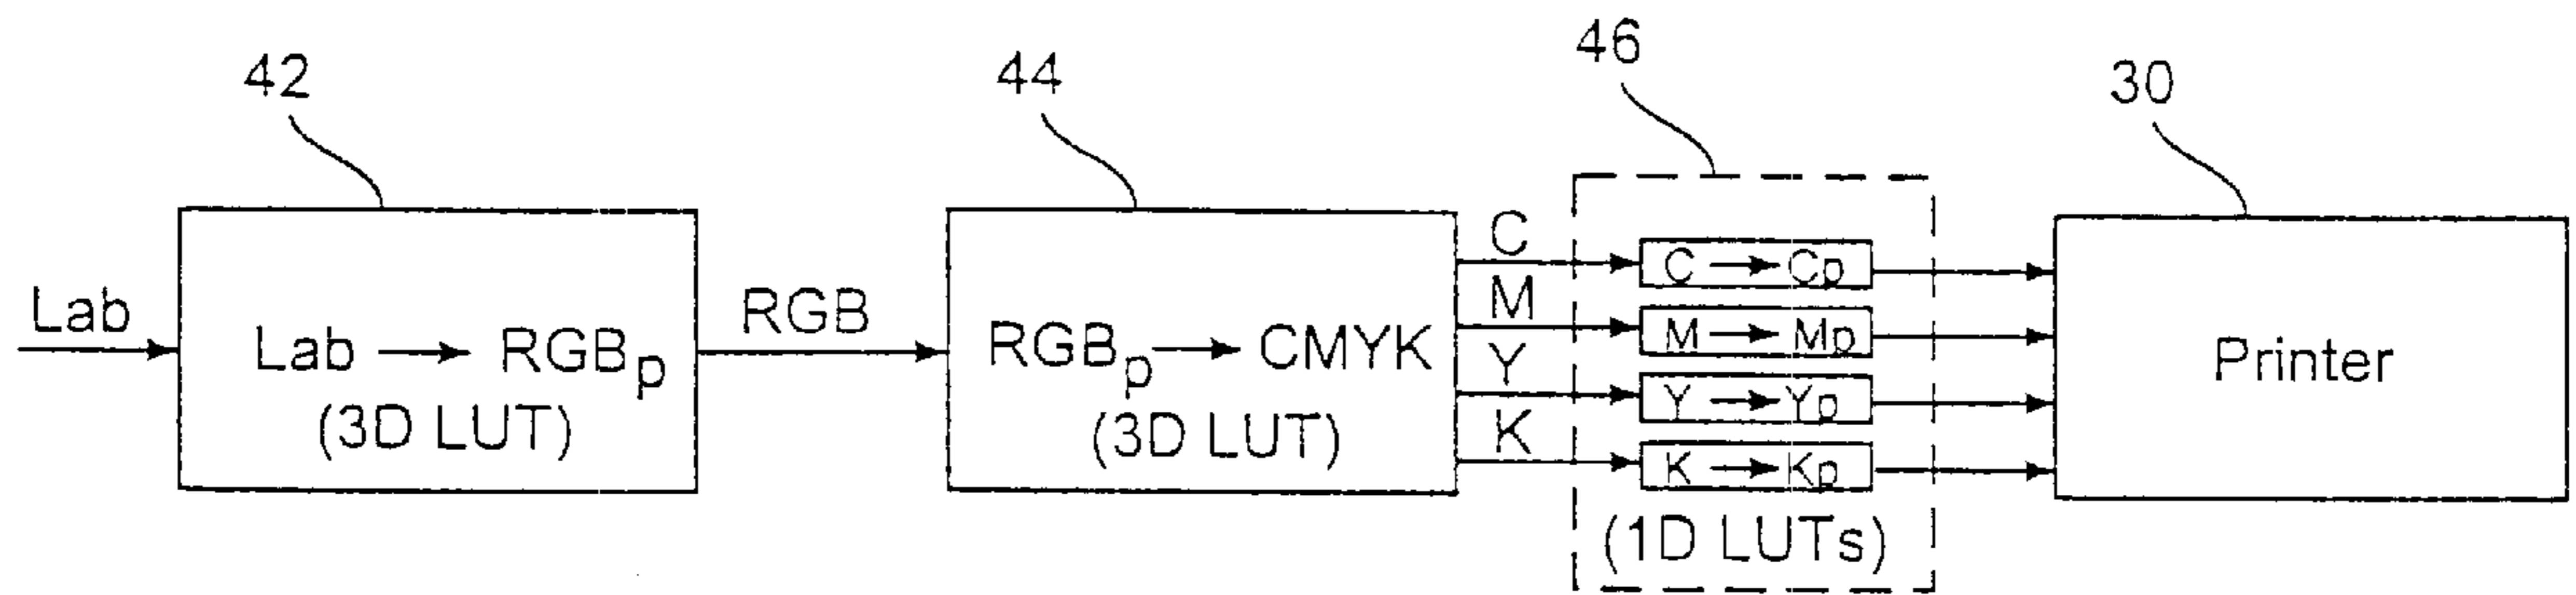 42
44
46
30
Lab
Lab → RGBp
(3D LUT)
RGB
RGBp → CMYK
(3D LUT)
C
M
Y
K
C → Cp
M → Mp
Y → Yp
K → Kp
(1D LUTs)
Printer